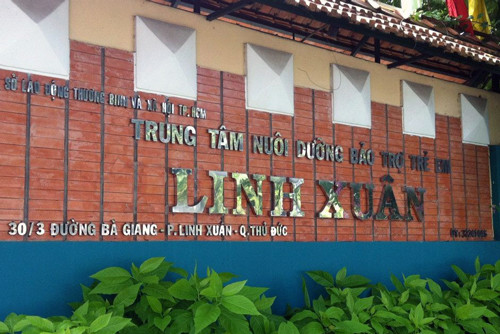 SỞ LAO ĐỘNG THƯƠNG BINH VÀ XÃ HỘI TP.HCM
TRUNG TÂM NUÔI DƯỠNG BẢO TRỢ TRẺ EM
LINH XUÂN
30/3 ĐƯỜNG BÀ GIANG - P. LINH XUÂN - Q. THỦ ĐỨC